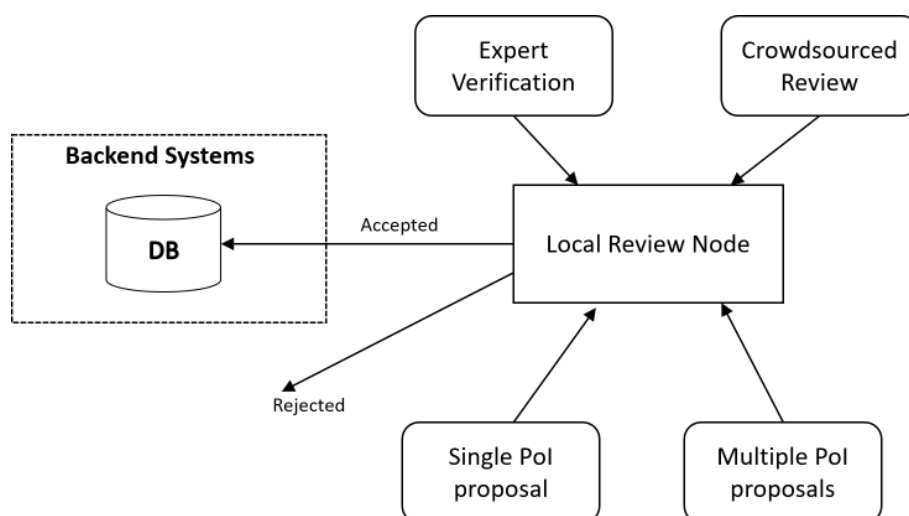 Expert
Verification
Crowdsourced
Review
Backend Systems
DB
Accepted
Local Review Node
Rejected
Single PoI
proposal
Multiple PoI
proposals